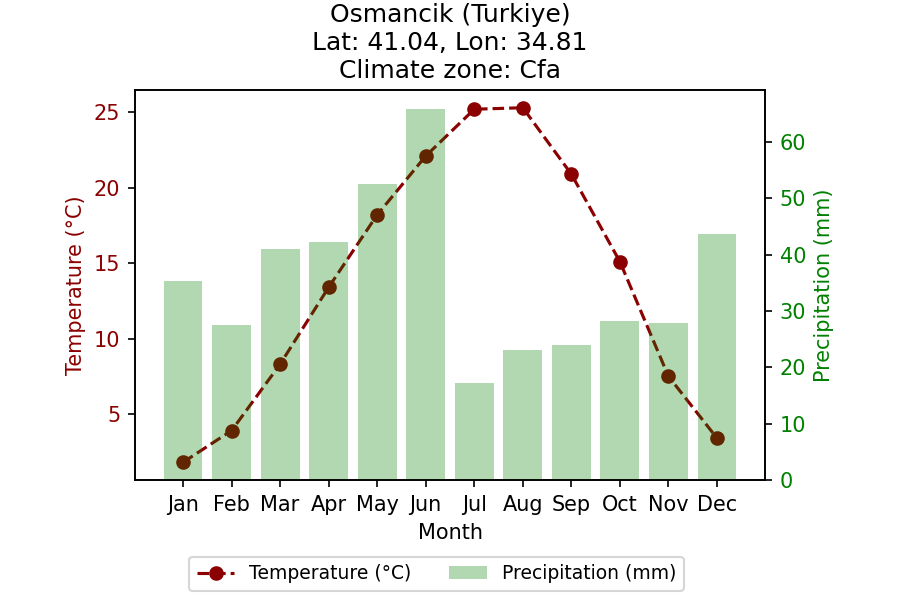 Osmancik (Turkiye)
Lat: 41.04, Lon: 34.81
Climate zone: Cfa
25
20
15
10
5
Temperature (°C)
60
50
40
30
20
10
0
Precipitation (mm)
Jan Feb Mar Apr May Jun Jul Aug Sep Oct Nov Dec
Month
Temperature (°C) Precipitation (mm)